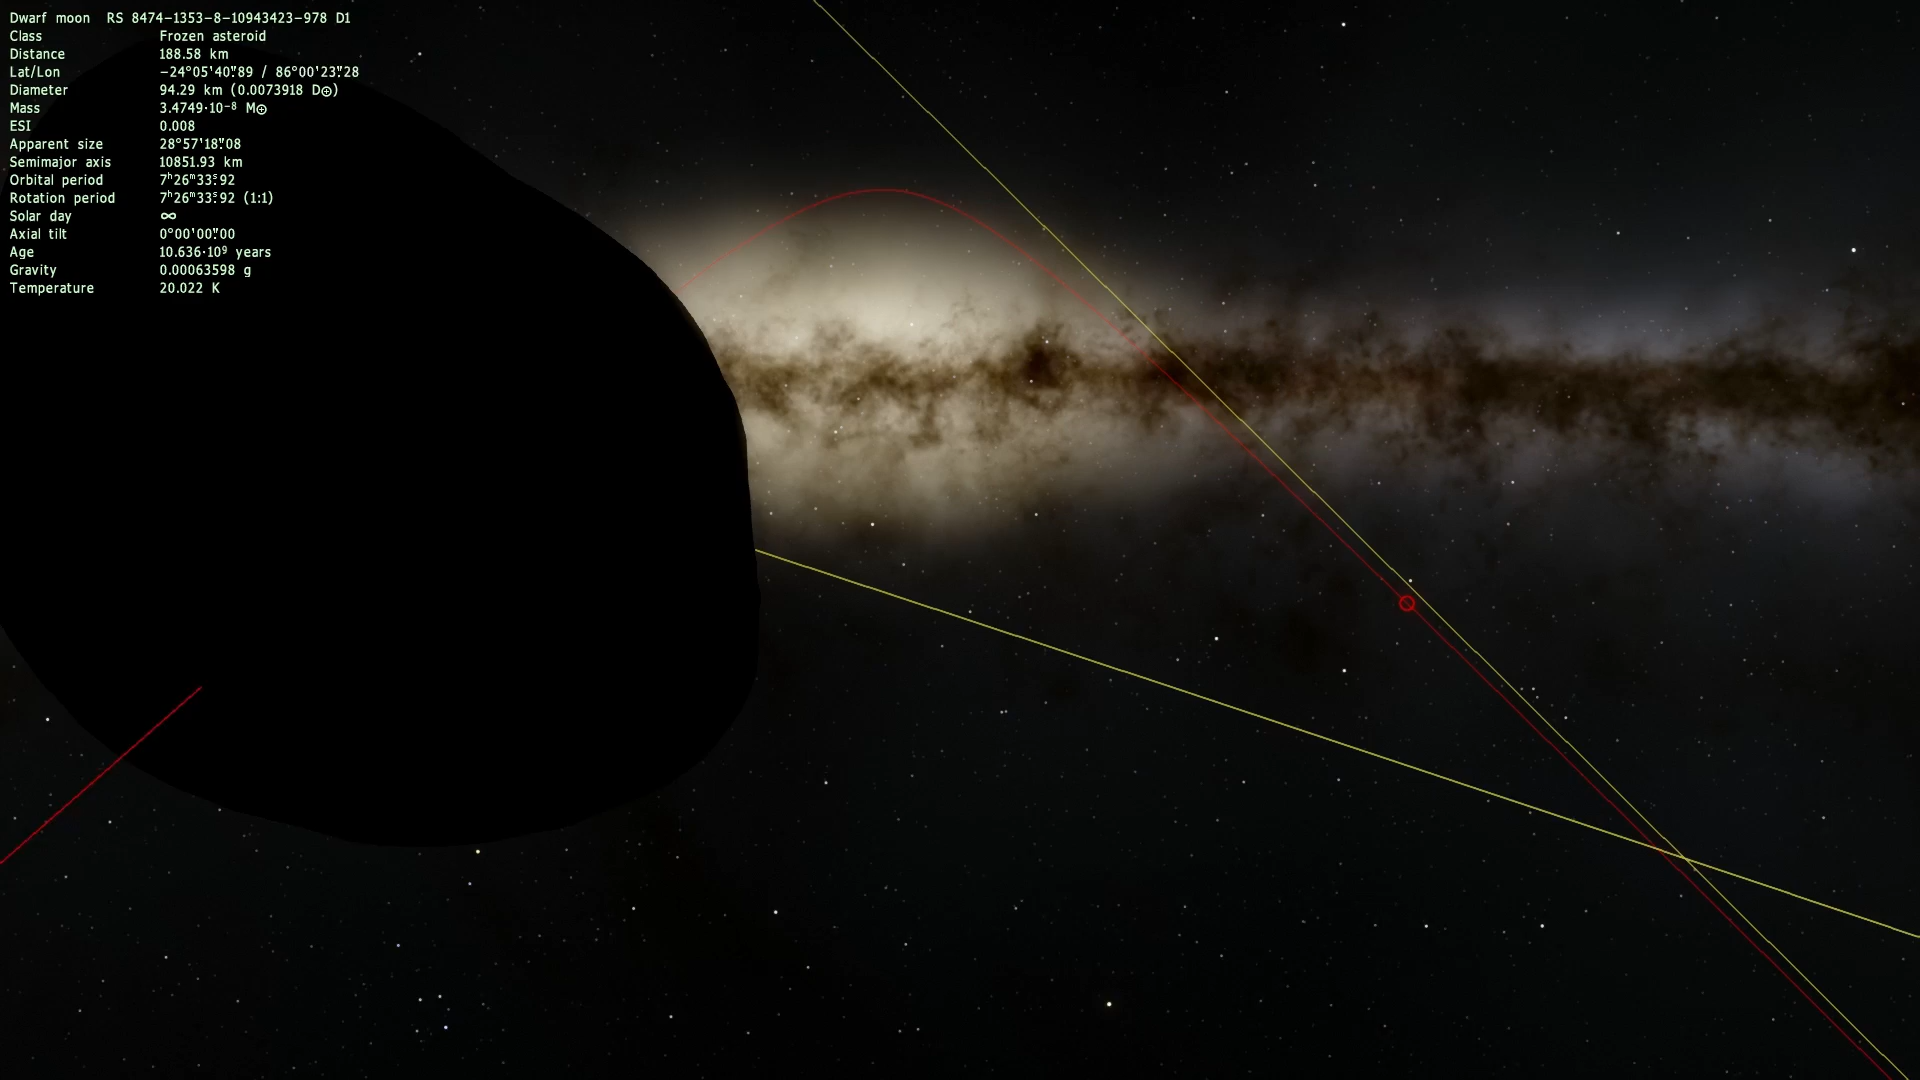 Dwarf moon RS 8474-1353-8-10943423-978 D1
Class Frozen asteroid
Distance 188.58 km
Lat/Lon -24°05'40."89 / 86°00'23."28
Diameter 94.29 km (0.0073918 D⊕)
Mass 3.4749·10⁻⁸ M⊕
ESI 0.008
Apparent size 28°57'18."08
Semimajor axis 10851.93 km
Orbital period 7ʰ26ᵐ33.ˢ92
Rotation period 7ʰ26ᵐ33.ˢ92 (1:1)
Solar day ∞
Axial tilt 0°00'00."00
Age 10.636·10⁹ years
Gravity 0.00063598 g
Temperature 20.022 K